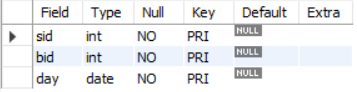 Field Type Null Key Default Extra
sid int NO PRI NULL
bid int NO PRI NULL
day date NO PRI NULL